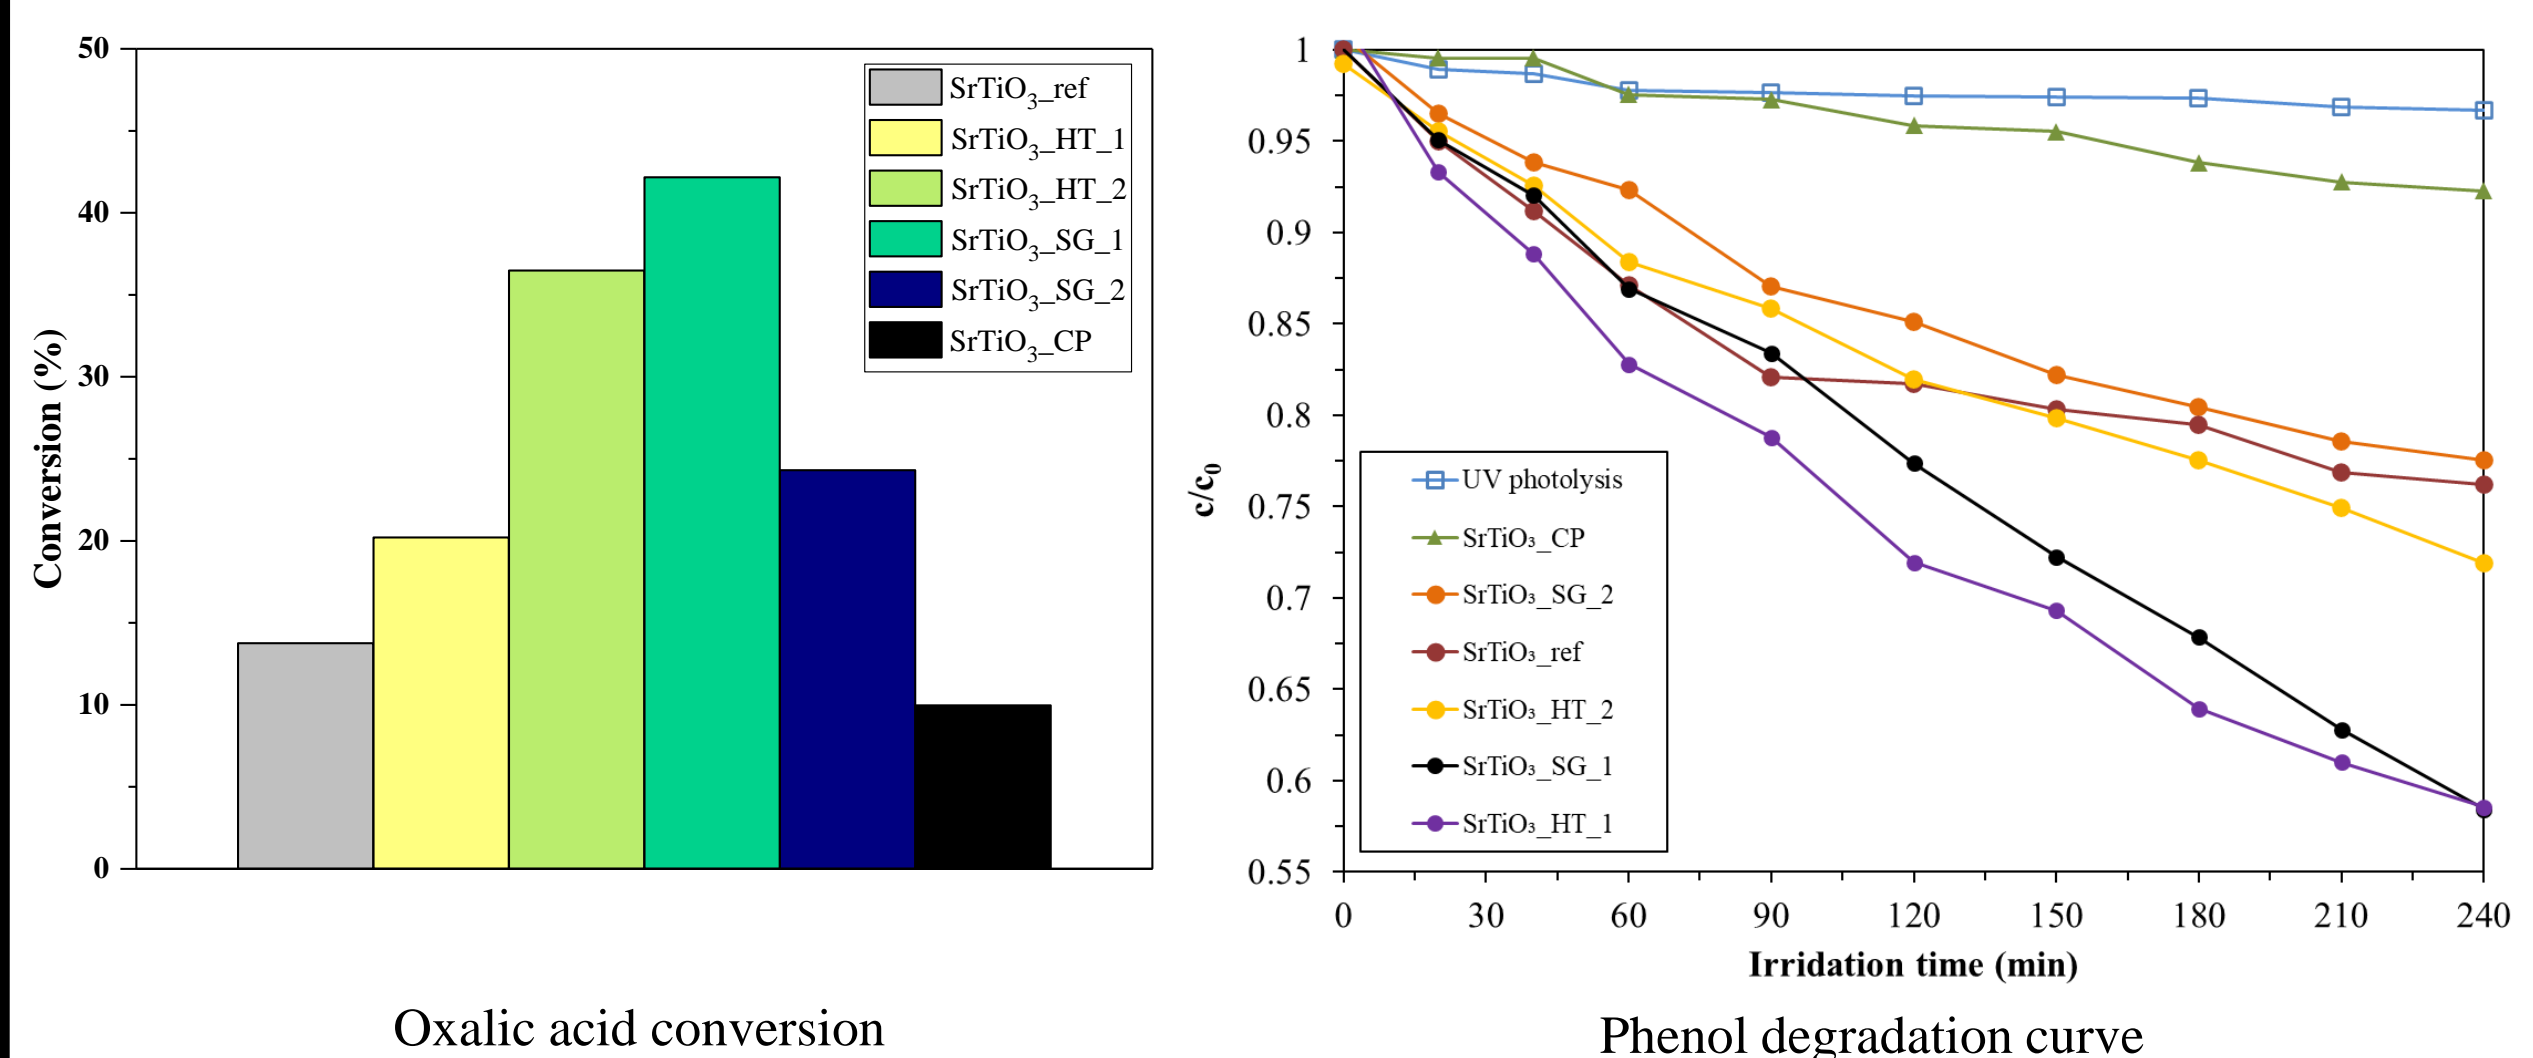 50
40
30
20
10
0
Conversion (%)
SrTiO₃_ref
SrTiO₃_HT_1
SrTiO₃_HT_2
SrTiO₃_SG_1
SrTiO₃_SG_2
SrTiO₃_CP
Oxalic acid conversion
1
0.95
0.9
0.85
0.8
0.75
0.7
0.65
0.6
0.55
c/c₀
UV photolysis
SrTiO₃_CP
SrTiO₃_SG_2
SrTiO₃_ref
SrTiO₃_HT_2
SrTiO₃_SG_1
SrTiO₃_HT_1
0 30 60 90 120 150 180 210 240
Irridation time (min)
Phenol degradation curve